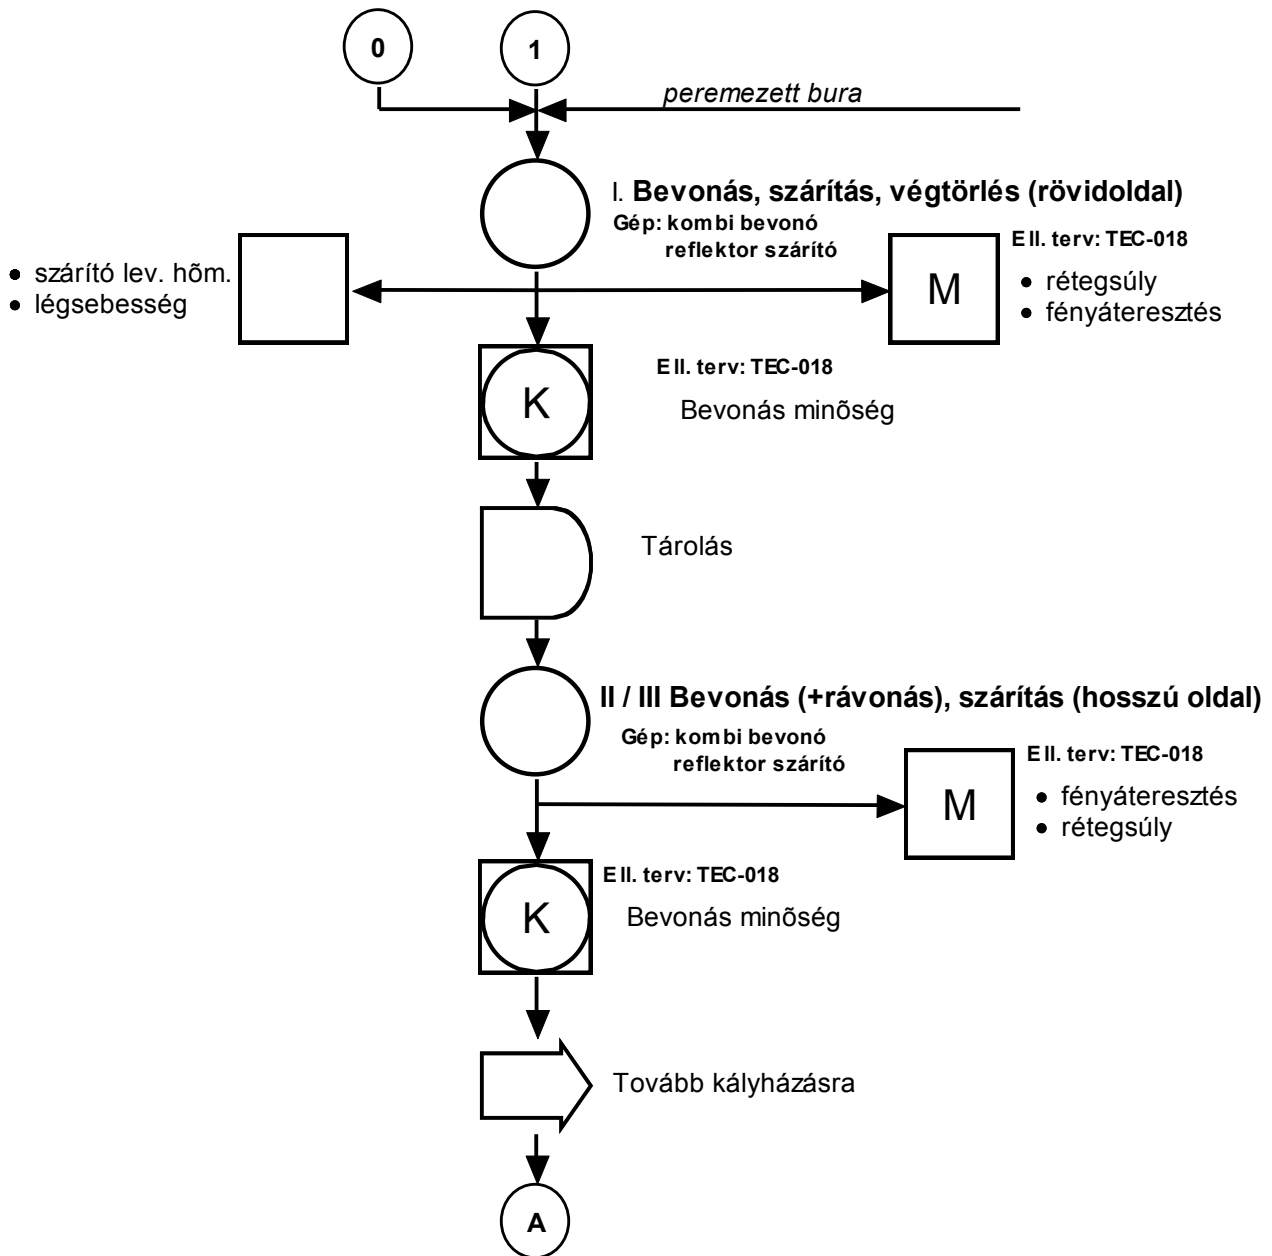 0
1
peremezett bura
I. Bevonás, szárítás, végtörlés (rövidoldal)
Gép: kombi bevonó
reflektor szárító
Ell. terv: TEC-018
• szárító lev. hõm.
• légsebesség
M
• rétegsúly
• fényáteresztés
Ell. terv: TEC-018
K
Bevonás minõség
Tárolás
II / III Bevonás (+rávonás), szárítás (hosszú oldal)
Gép: kombi bevonó
reflektor szárító
Ell. terv: TEC-018
M
• fényáteresztés
• rétegsúly
Ell. terv: TEC-018
K
Bevonás minõség
Tovább kályházásra
A